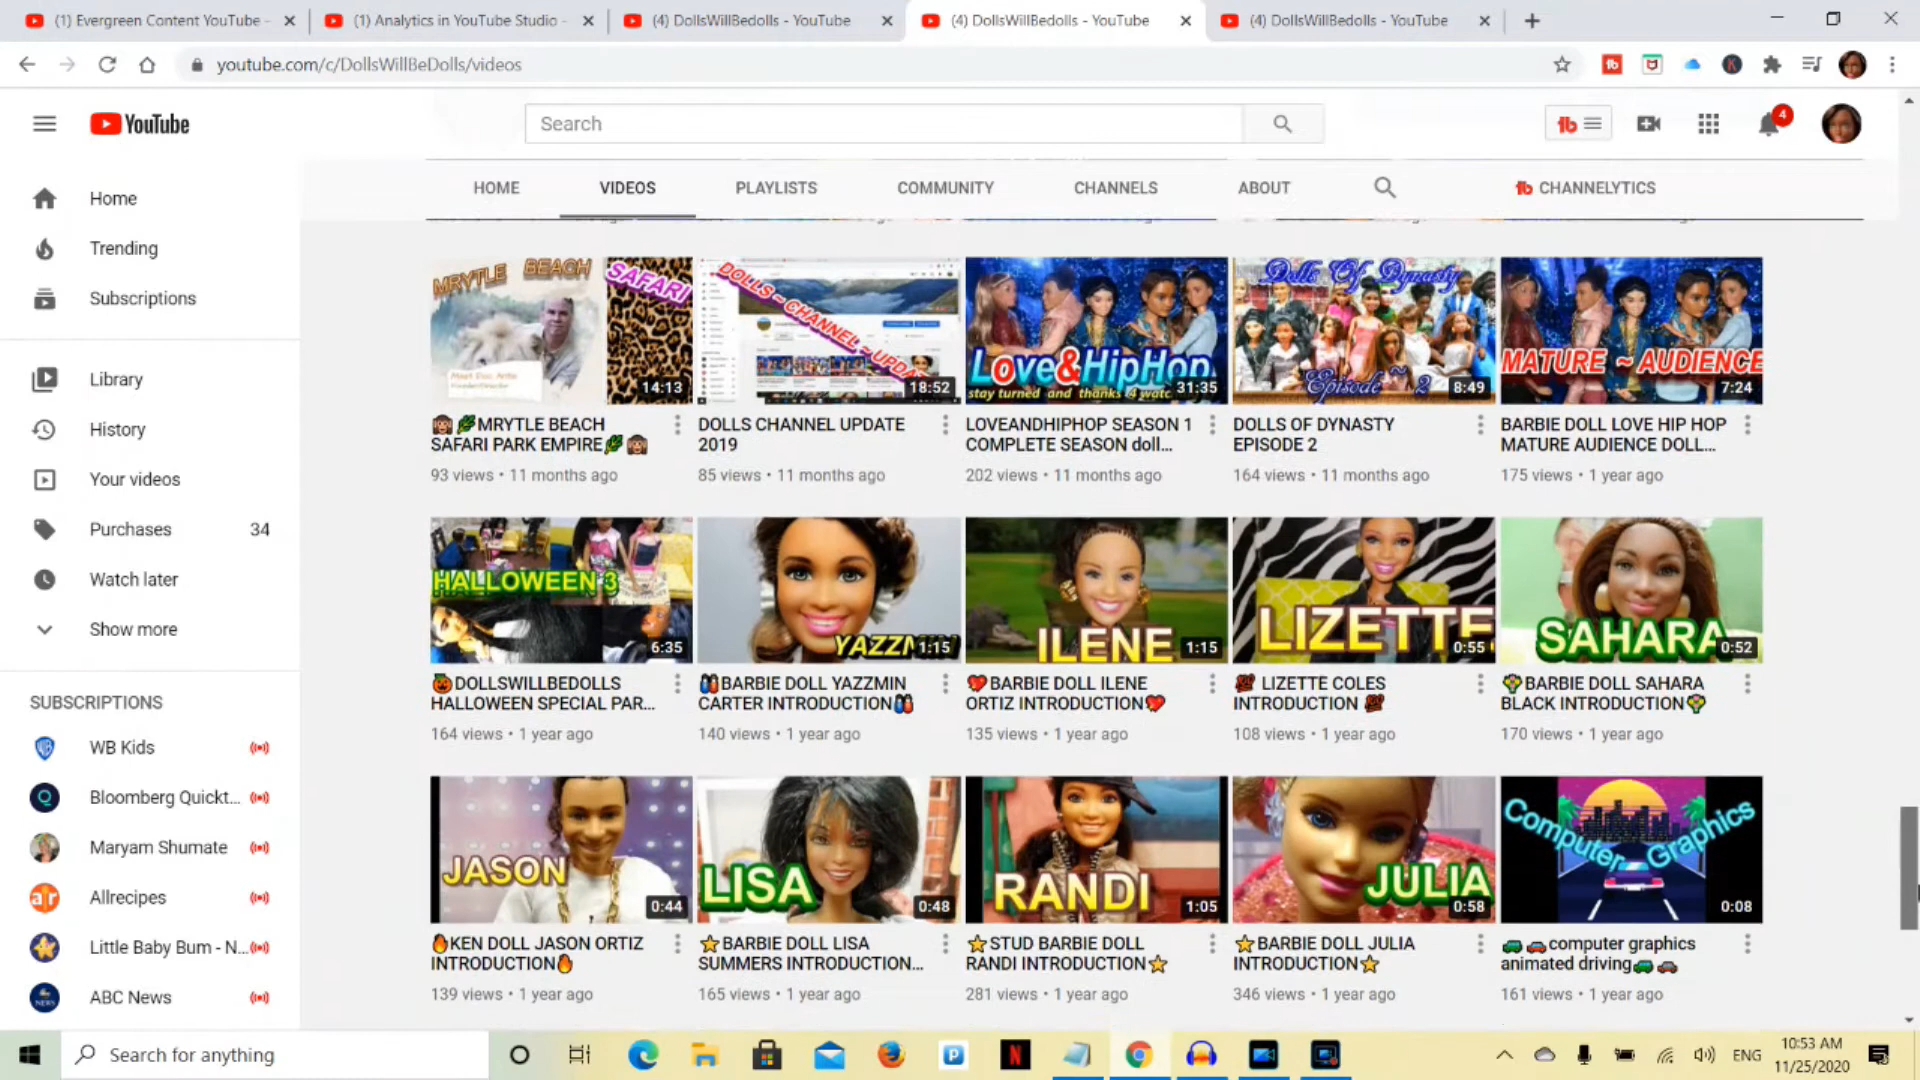 (1) Evergreen Content YouTube -
(1) Analytics in YouTube Studio -
(4) DollsWillBedolls - YouTube
(4) DollsWillBedolls - YouTube
(4) DollsWillBedolls - YouTube
youtube.com/c/DollsWillBeDolls/videos
YouTube
Search
4
HOME
VIDEOS
PLAYLISTS
COMMUNITY
CHANNELS
ABOUT
CHANNELYTICS
Home
Trending
Subscriptions
Library
History
Your videos
Purchases 34
Watch later
Show more
SUBSCRIPTIONS
WB Kids
Bloomberg Quickt...
Maryam Shumate
Allrecipes
Little Baby Bum - N...
ABC News
MRYTLE BEACH
SAFARI
14:13
🙈🌿MRYTLE BEACH
SAFARI PARK EMPIRE🌿🙈
93 views • 11 months ago
DOLLS ~ CHANNEL ~ UPDA
18:52
DOLLS CHANNEL UPDATE
2019
85 views • 11 months ago
Love&HipHop
stay turned and thanks 4 watc
31:35
LOVEANDHIPHOP SEASON 1
COMPLETE SEASON doll...
202 views • 11 months ago
Dolls Of Dynasty
Episode ~ 2
8:49
DOLLS OF DYNASTY
EPISODE 2
164 views • 11 months ago
MATURE ~ AUDIENCE
7:24
BARBIE DOLL LOVE HIP HOP
MATURE AUDIENCE DOLL...
175 views • 1 year ago
HALLOWEEN 3
6:35
🎃DOLLSWILLBEDOLLS
HALLOWEEN SPECIAL PAR...
164 views • 1 year ago
YAZZMIN
1:15
BARBIE DOLL YAZZMIN
CARTER INTRODUCTION
140 views • 1 year ago
ILENE
1:15
💖BARBIE DOLL ILENE
ORTIZ INTRODUCTION💖
135 views • 1 year ago
LIZETTE
0:55
💯 LIZETTE COLES
INTRODUCTION 💯
108 views • 1 year ago
SAHARA
0:52
💐BARBIE DOLL SAHARA
BLACK INTRODUCTION💐
170 views • 1 year ago
JASON
0:44
🔥KEN DOLL JASON ORTIZ
INTRODUCTION🔥
139 views • 1 year ago
LISA
0:48
⭐BARBIE DOLL LISA
SUMMERS INTRODUCTION...
165 views • 1 year ago
RANDI
1:05
⭐STUD BARBIE DOLL
RANDI INTRODUCTION⭐
281 views • 1 year ago
JULIA
0:58
⭐BARBIE DOLL JULIA
INTRODUCTION⭐
346 views • 1 year ago
Computer Graphics
0:08
🚙🚗computer graphics
animated driving🚙🚗
161 views • 1 year ago
Search for anything
ENG
10:53 AM
11/25/2020